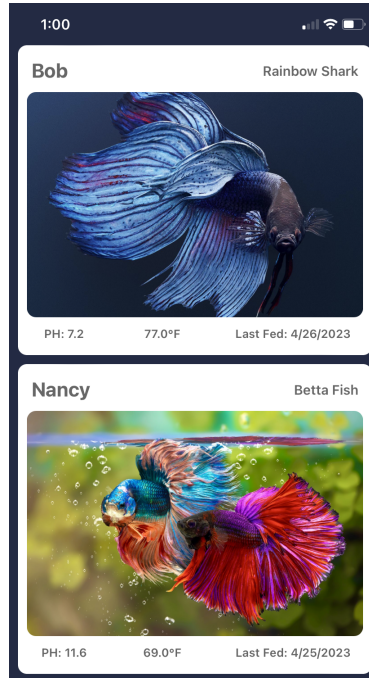 1:00
Bob Rainbow Shark
PH: 7.2 77.0°F Last Fed: 4/26/2023
Nancy Betta Fish
PH: 11.6 69.0°F Last Fed: 4/25/2023